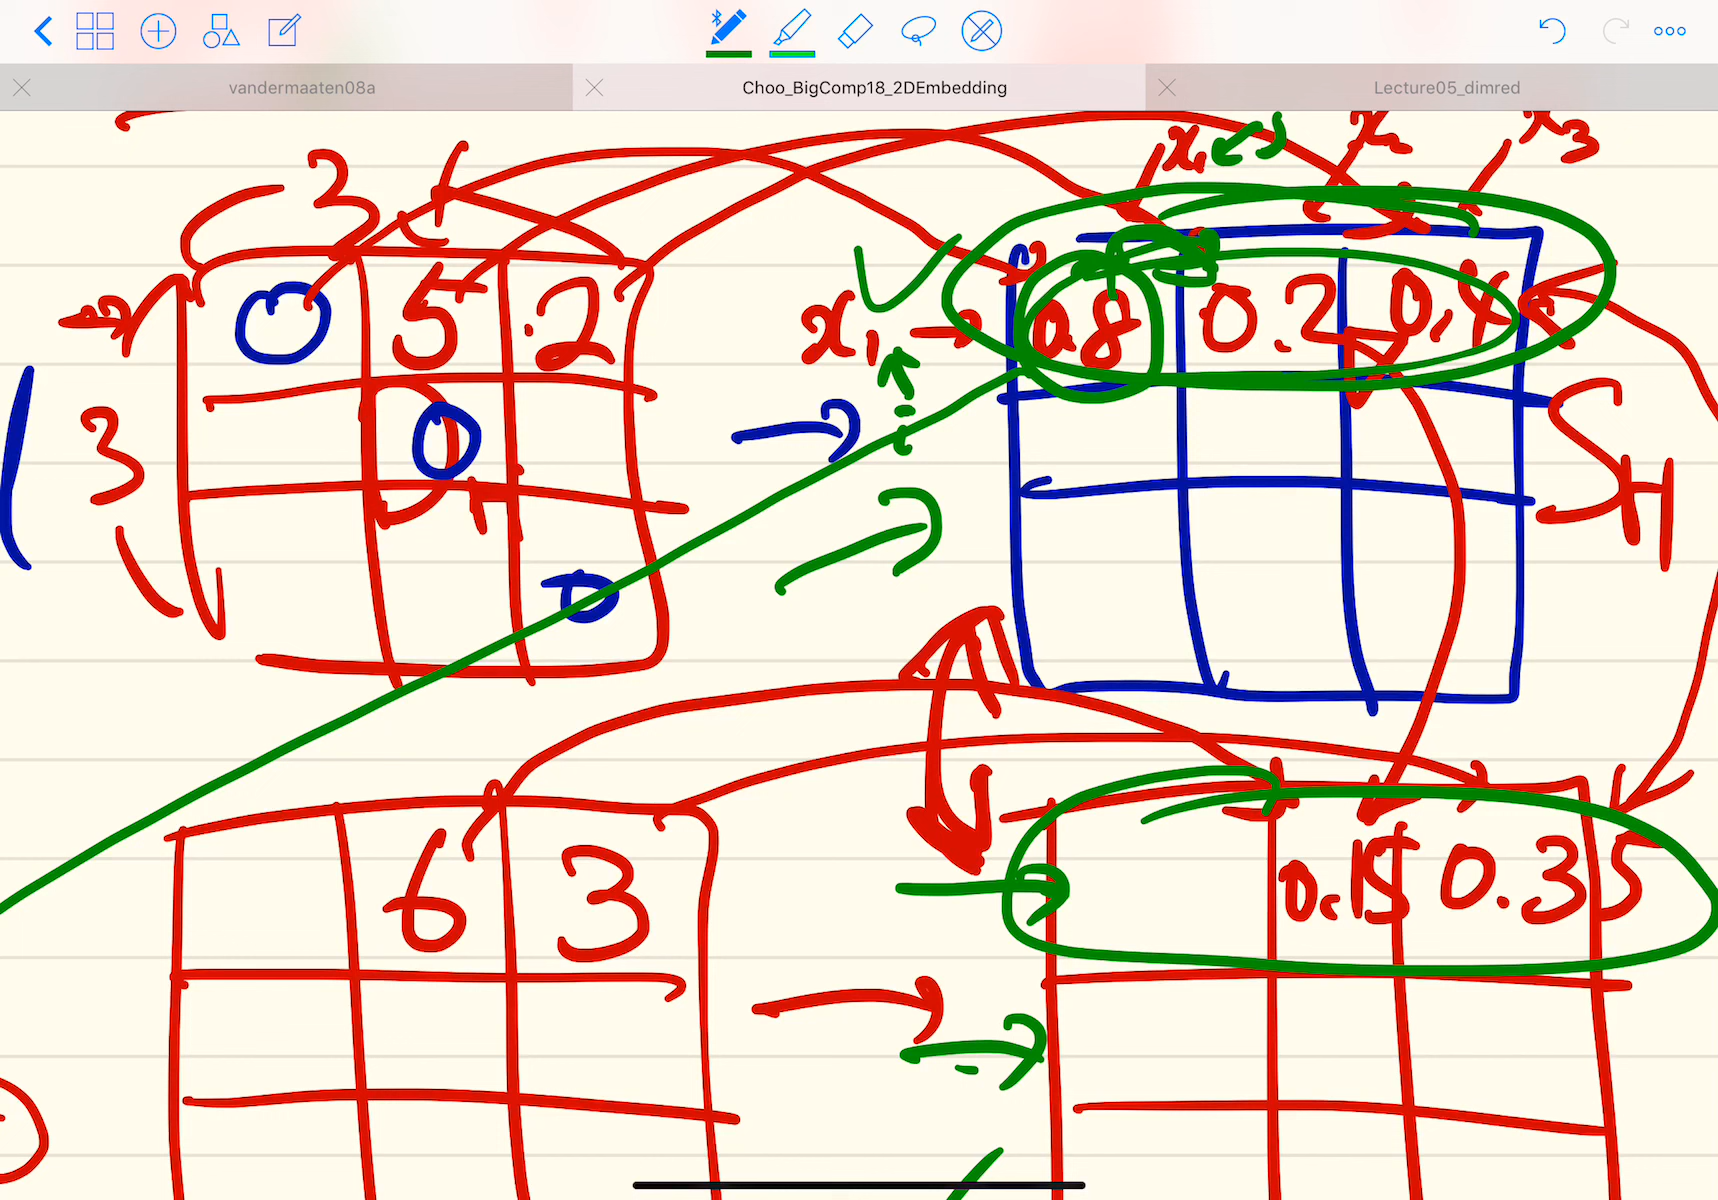 vandermaaten08a Choo_BigComp18_2DEmbedding Lecture05_dimred
x₁ x₂ x₃
3
0 5 2
x₁ 0.8 0.2 0.4
3 0
0
6 3
0.15 0.35